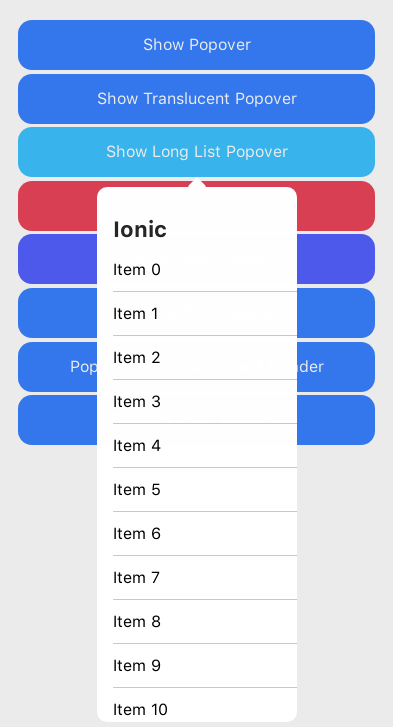 Show Popover
Show Translucent Popover
Show Long List Popover
Ionic
Item 0
Item 1
Item 2
Item 3
Item 4
Item 5
Item 6
Item 7
Item 8
Item 9
Item 10